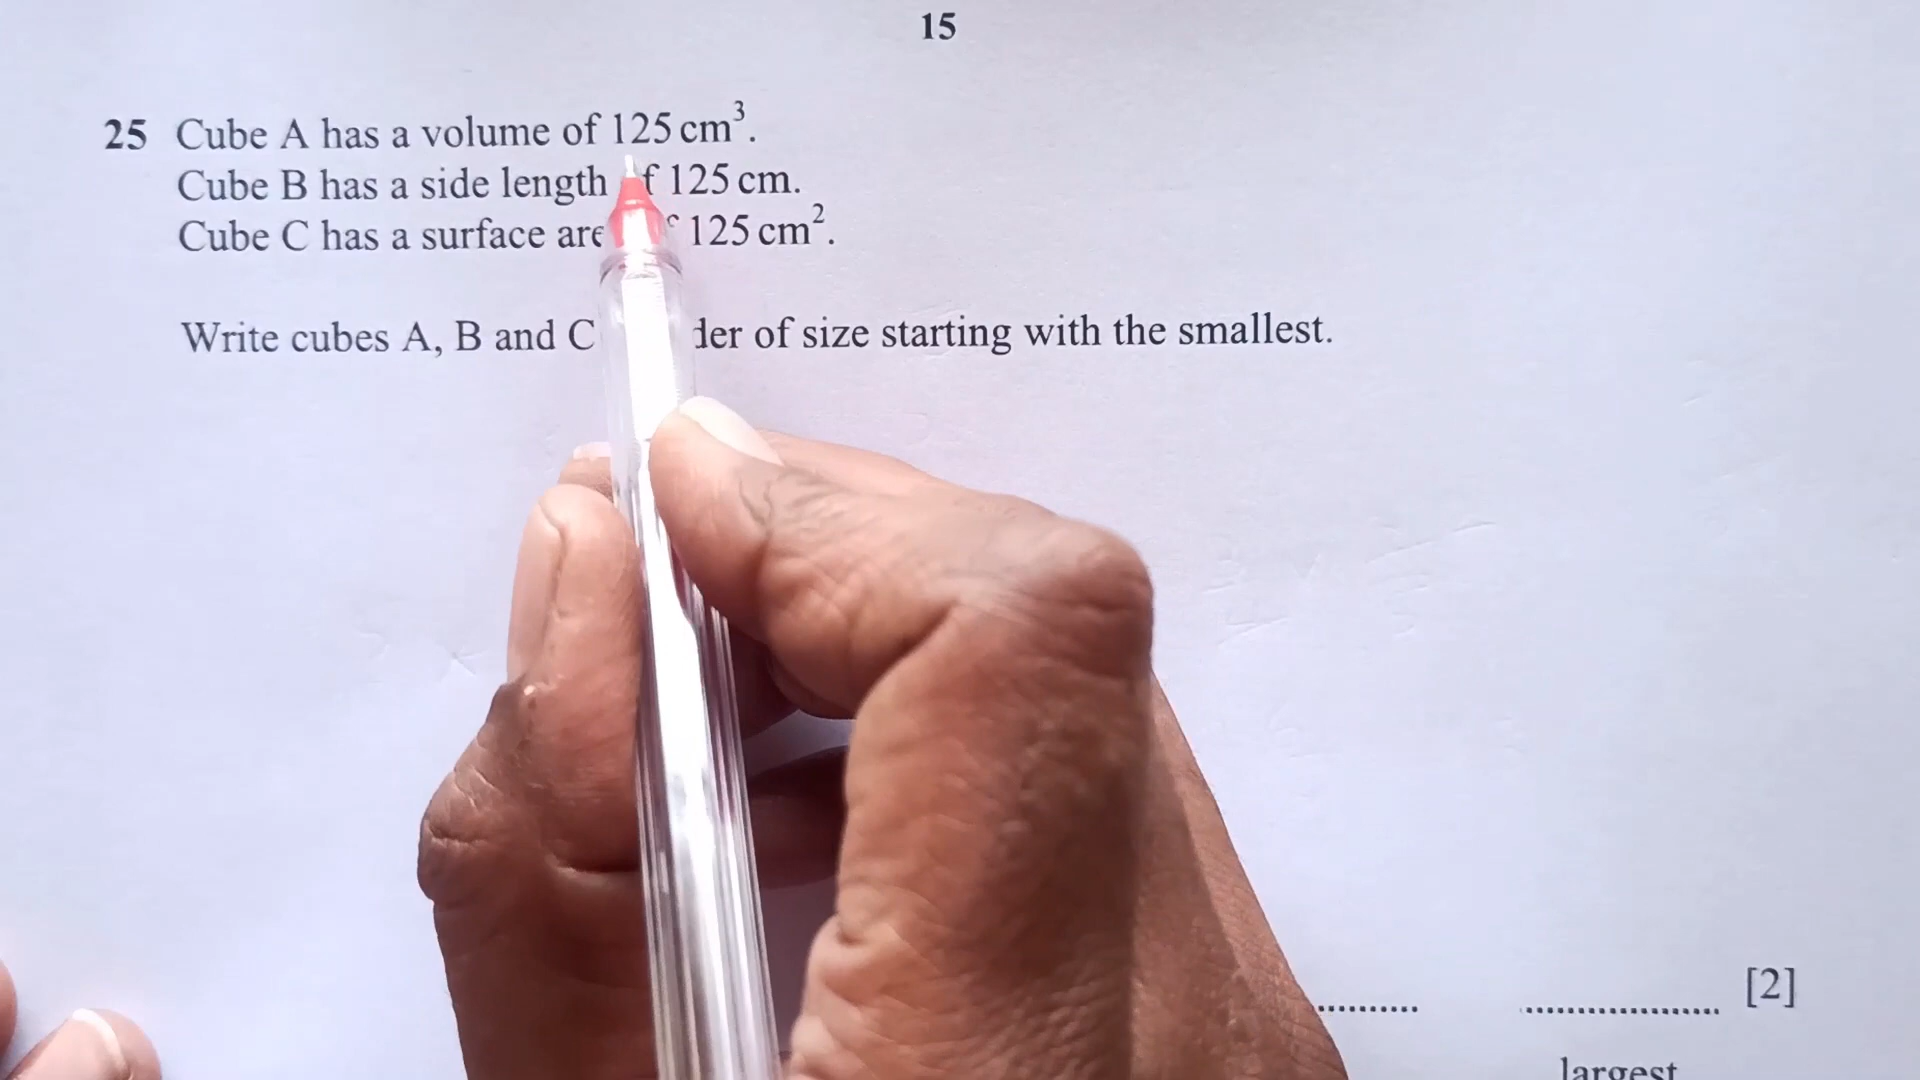 15
25 Cube A has a volume of 125 cm³.
Cube B has a side length of 125 cm.
Cube C has a surface 125 cm².
Write cubes A, B and C of size starting with the smallest.
.......... ................... [2]
largest